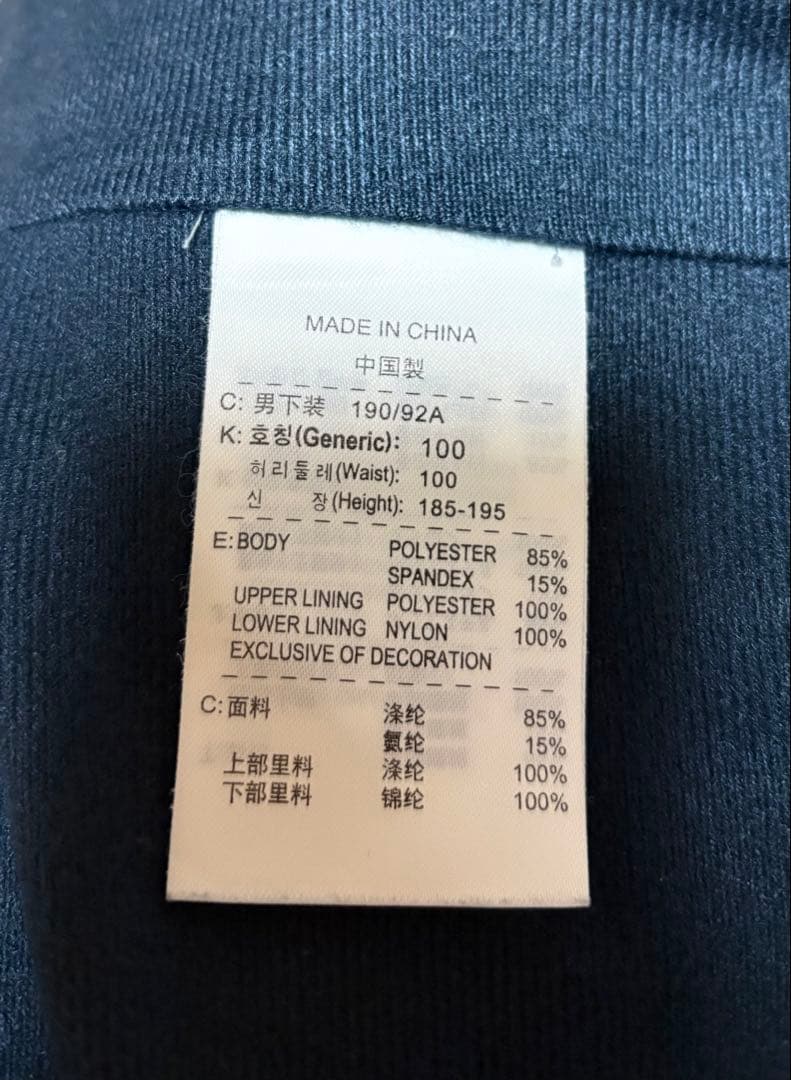 MADE IN CHINA
中国製
C: 男下装 190/92A
K: 호칭(Generic): 100
허리둘레(Waist): 100
신 장(Height): 185-195
E:BODY POLYESTER 85%
SPANDEX 15%
UPPER LINING POLYESTER 100%
LOWER LINING NYLON 100%
EXCLUSIVE OF DECORATION
C:面料 涤纶 85%
氨纶 15%
上部里料 涤纶 100%
下部里料 锦纶 100%